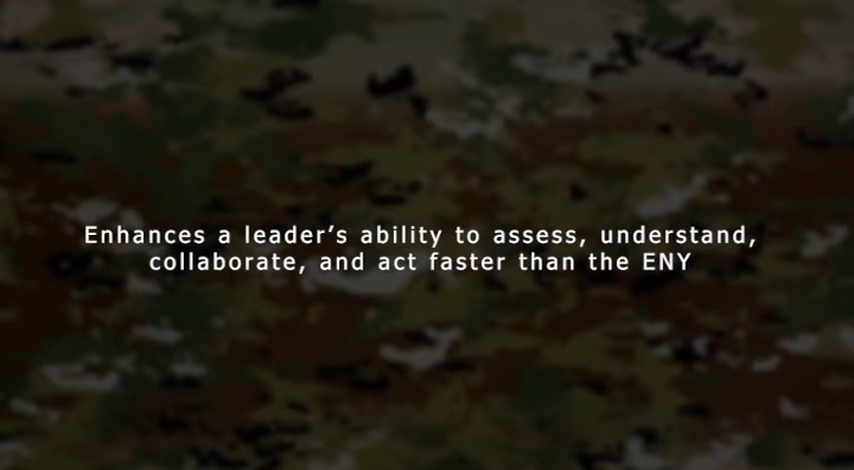 Enhances a leader’s ability to assess, understand,
collaborate, and act faster than the ENY